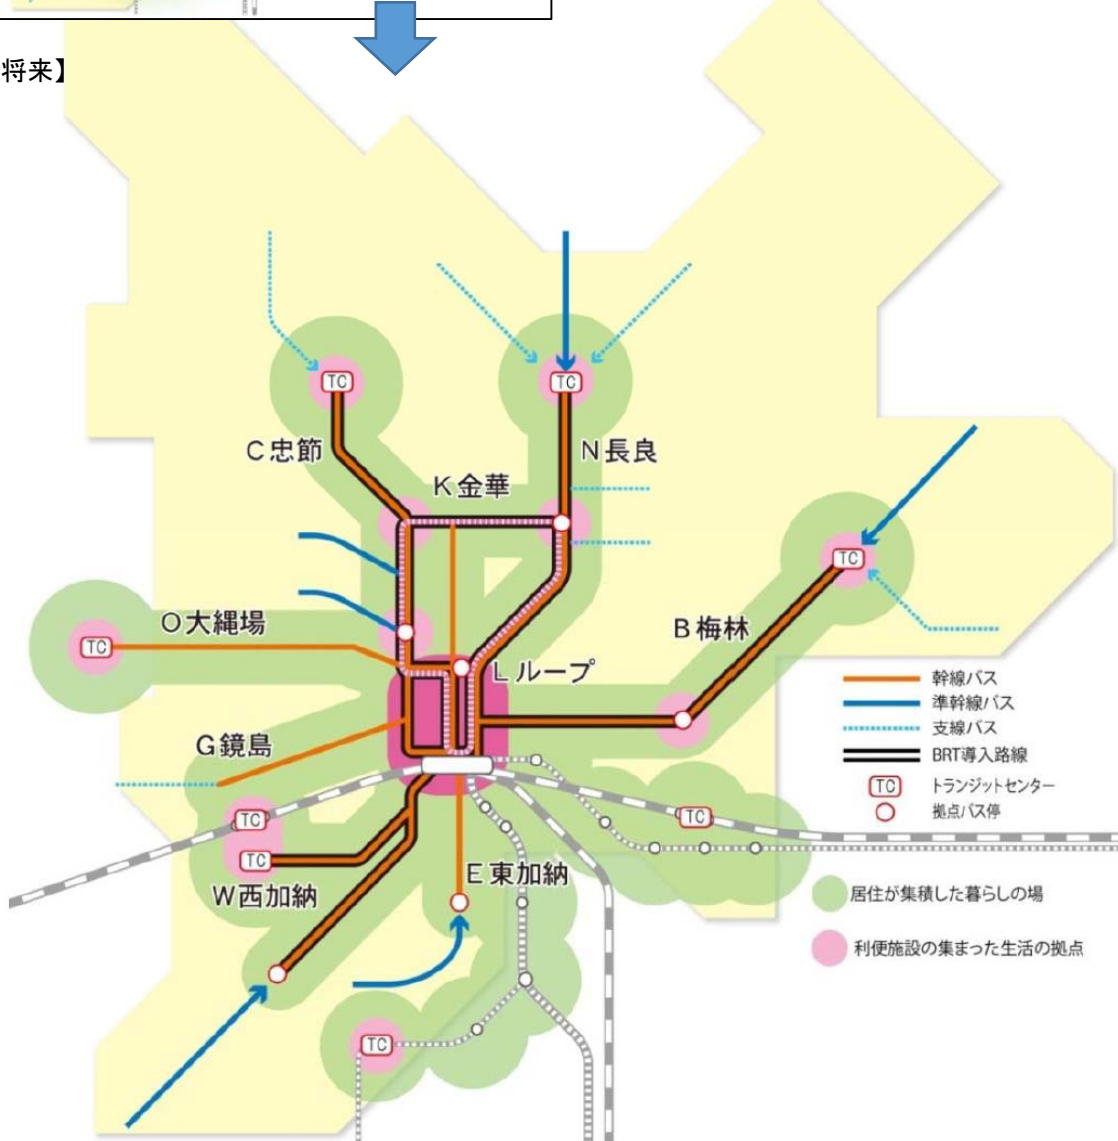 将来】
TC
TC
C忠節
N長良
K金華
TC
O大縄場
B梅林
TC
Lループ
幹線バス
準幹線バス
G鏡島
支線バス
BRT導入路線
TC
トランジットセンター
拠点バス停
TC
TC
TC
E東加納
W西加納
居住が集積した暮らしの場
利便施設の集まった生活の拠点
TC